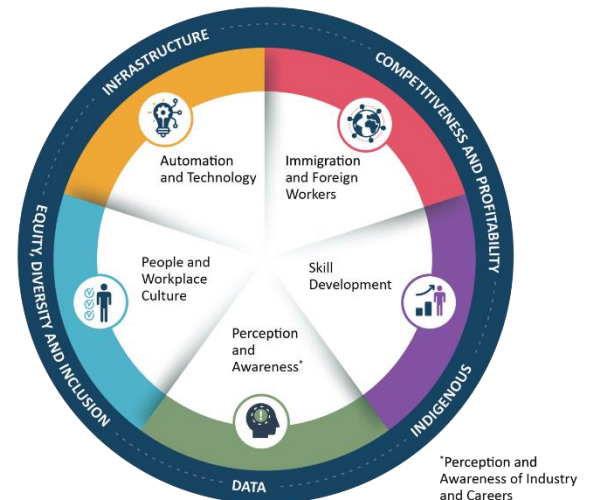 INFRASTRUCTURE
COMPETITIVENESS AND PROFITABILITY
Automation
and Technology
Immigration
and Foreign
Workers
EQUITY, DIVERSITY AND INCLUSION
People and
Workplace
Culture
Skill
Development
Perception
and
Awareness*
INDIGENOUS
DATA
*Perception and
Awareness of Industry
and Careers